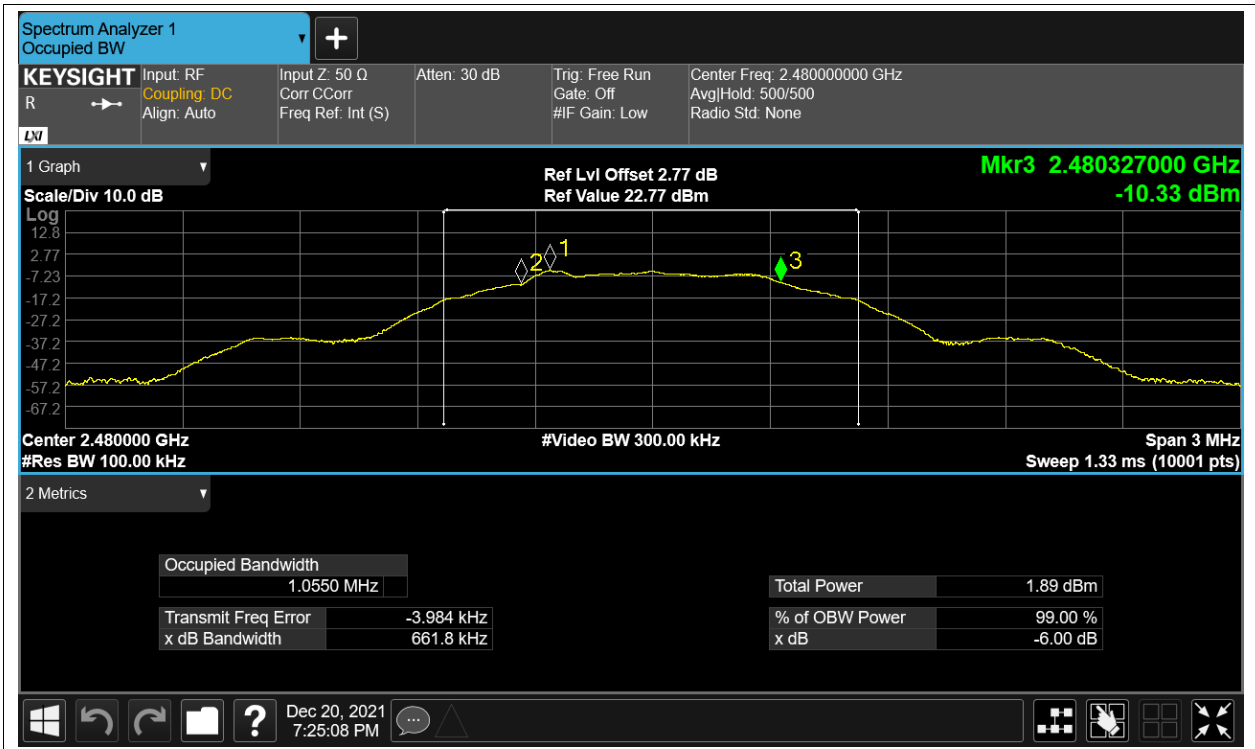 Spectrum Analyzer 1
Occupied BW
KEYSIGHT
R
LXI
Input: RF
Coupling: DC
Align: Auto
Input Z: 50 Ω
Corr CCorr
Freq Ref: Int (S)
Atten: 30 dB
Trig: Free Run
Gate: Off
#IF Gain: Low
Center Freq: 2.480000000 GHz
Avg|Hold: 500/500
Radio Std: None
1 Graph
Scale/Div 10.0 dB
Ref Lvl Offset 2.77 dB
Ref Value 22.77 dBm
Mkr3 2.480327000 GHz
-10.33 dBm
Log
12.8
2.77
-7.23
-17.2
-27.2
-37.2
-47.2
-57.2
-67.2
2
1
3
Center 2.480000 GHz
#Res BW 100.00 kHz
#Video BW 300.00 kHz
Span 3 MHz
Sweep 1.33 ms (10001 pts)
2 Metrics
Occupied Bandwidth
1.0550 MHz
Transmit Freq Error -3.984 kHz
x dB Bandwidth 661.8 kHz
Total Power 1.89 dBm
% of OBW Power 99.00 %
x dB -6.00 dB
?
Dec 20, 2021
7:25:08 PM